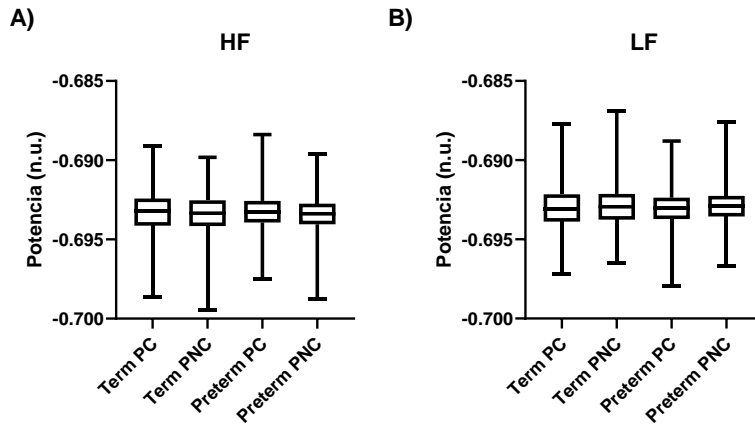 A)
HF
Potencia (n.u.)
-0.685
-0.690
-0.695
-0.700
Term PC
Term PNC
Preterm PC
Preterm PNC
B)
LF
Potencia (n.u.)
-0.685
-0.690
-0.695
-0.700
Term PC
Term PNC
Preterm PC
Preterm PNC